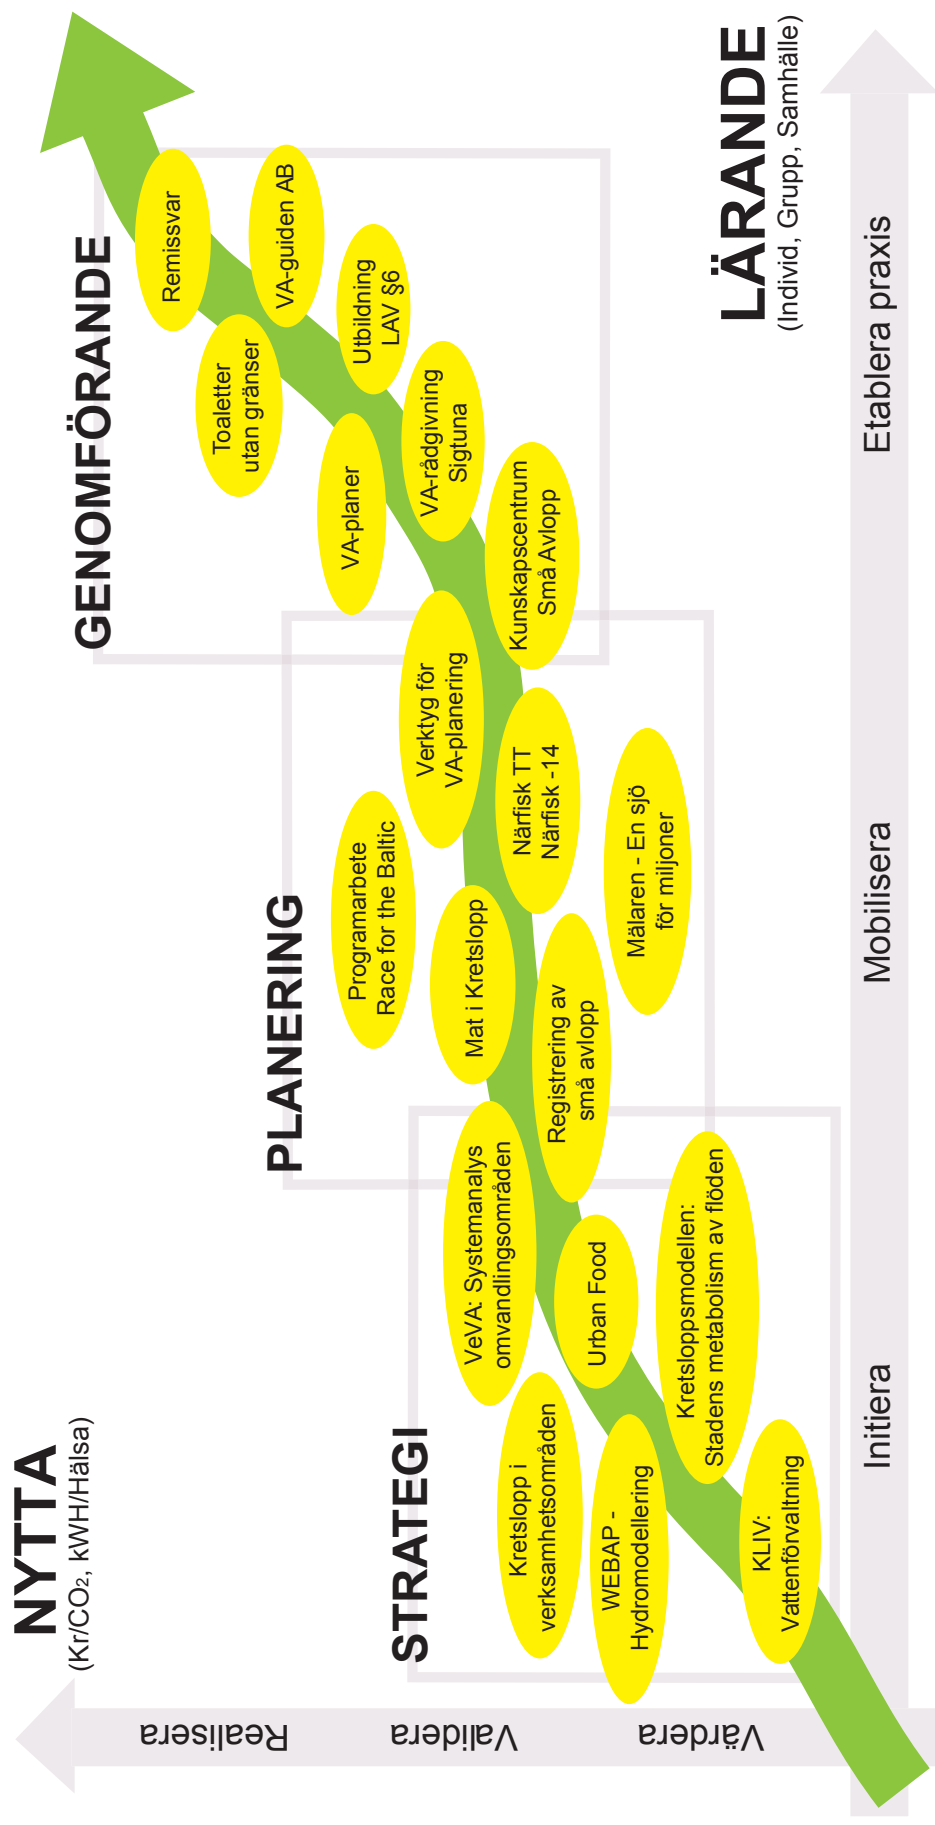 NYTTA
(Kr/CO2, kWH/Hälsa)
Realisera
Validera
Värdera
STRATEGI
Kretslopp i
verksamhetsområden
WEBAP -
Hydromodellering
KLIV:
Vattenförvaltning
VeVA: Systemanalys
omvandlingsområden
Urban Food
Kretsloppsmodellen:
Stadens metabolism av flöden
PLANERING
Programarbete
Race for the Baltic
Mat i Kretslopp
Registrering av
små avlopp
Verktyg för
VA-planering
Närfisk TT
Närfisk -14
Mälaren - En sjö
för miljoner
GENOMFÖRANDE
Remissvar
Toaletter
utan gränser
VA-guiden AB
VA-planer
Utbildning
LAV §6
VA-rådgivning
Sigtuna
Kunskapscentrum
Små Avlopp
LÄRANDE
(Individ, Grupp, Samhälle)
Initiera
Mobilisera
Etablera praxis